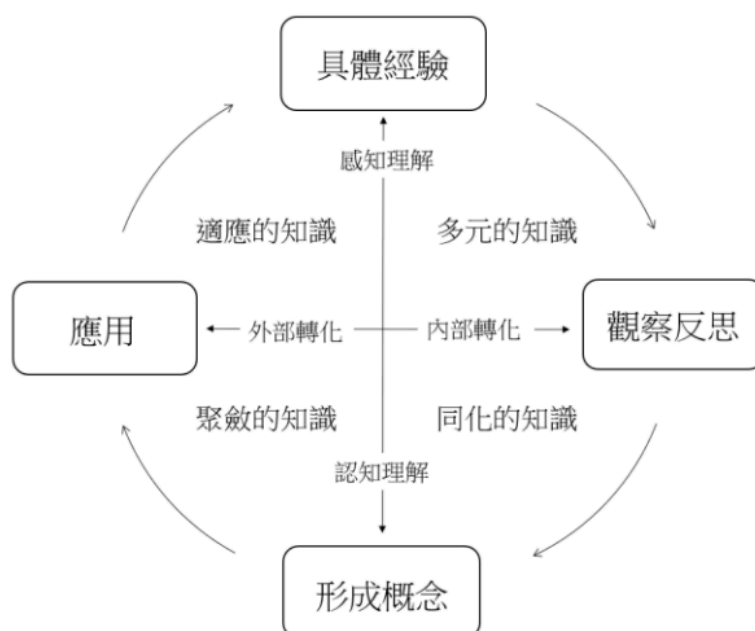 具體經驗
感知理解
適應的知識
多元的知識
應用
外部轉化
內部轉化
觀察反思
聚斂的知識
同化的知識
認知理解
形成概念